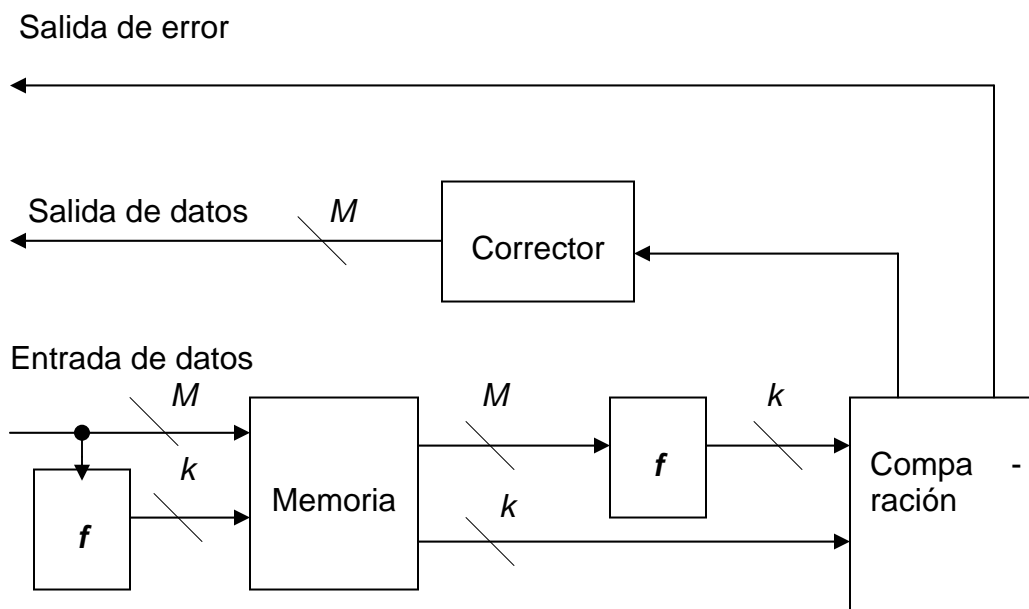 Salida de error
Salida de datos
M
Corrector
Entrada de datos
M
M
k
k
f
Memoria
f
k
Compa -
ración